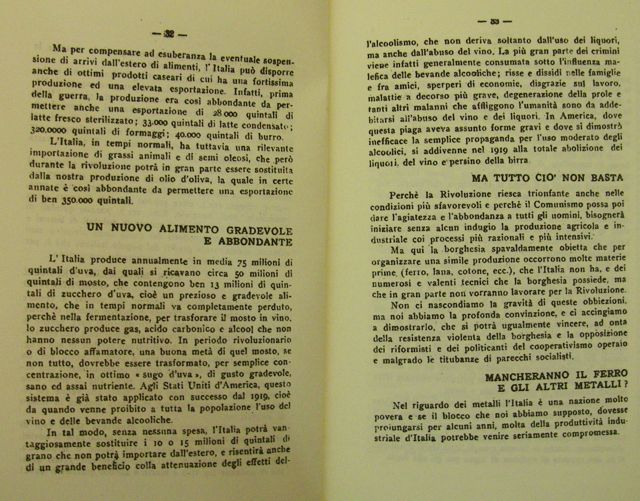 — 32 —
Ma per compensare ad esuberanza la eventuale sospen-
sione di arrivi dall'estero di alimenti, l'Italia può disporre
anche di ottimi prodotti caseari di cui ha una fortissima
produzione ed una elevata esportazione. Infatti, prima
della guerra, la produzione era così abbondante da per-
mettere anche una esportazione di 28.000 quintali di
latte fresco sterilizzato; 33.000 quintali di latte condensato;
320.0000 quintali di formaggi; 40.000 quintali di burro.
L'Italia, in tempi normali, ha tuttavia una rilevante
importazione di grassi animali e di semi oleosi, che però
durante la rivoluzione potrà in gran parte essere sostituita
dalla nostra produzione di olio d'oliva, la quale in certe
annate è così abbondante da permettere una esportazione
di ben 350.000 quintali.
UN NUOVO ALIMENTO GRADEVOLE
E ABBONDANTE
L'Italia produce annualmente in media 75 milioni di
quintali d'uva, dai quali si ricavano circa 50 milioni di
quintali di mosto, che contengono ben 13 milioni di quin-
tali di zucchero d'uva, cioè un prezioso e gradevole ali-
mento, che in tempi normali va completamente perduto,
perchè nella fermentazione, per trasforare il mosto in vino,
lo zucchero produce gas, acido carbonico e alcool che non
hanno nessun potere nutritivo. In periodo rivoluzionario
o di blocco affamatore, una buona metà di quel mosto, se
non tutto, dovrebbe essere trasformato, per semplice con-
centrazione, in ottimo « sugo d'uva », di gusto gradevole,
sano ed assai nutriente. Agli Stati Uniti d'America, questo
sistema è già stato applicato con successo dal 1919, cioè
da quando venne proibito a tutta la popolazione l'uso del
vino e delle bevande alcooliche.
In tal modo, senza nessuna spesa, l'Italia potrà van-
taggiosamente sostituire i 10 o 15 milioni di quintali di
grano che non potrà importare dall'estero, e risentirà anche
di un grande beneficio colla attenuazione degli effetti del-
— 33 —
l'alcoolismo, che non deriva soltanto dall'uso dei liquori,
ma anche dall'abuso del vino. La più gran parte dei crimini
viene infatti generalmente consumata sotto l'influenza ma-
lefica delle bevande alcooliche; risse e dissidi nelle famiglie
e fra amici, sperperi di economie, disgrazie sul lavoro,
malattie a decorso più grave, degenerazione della prole e
tanti altri malanni che affliggono l'umanità sono da adde-
bitarsi all'abuso del vino e dei liquori. In America, dove
questa piaga aveva assunto forme gravi e dove si dimostrò
inefficace la semplice propaganda per l'uso moderato degli
alcoolici, si addivenne nel 1919 alla totale abolizione dei
liquori, del vino e persino della birra.
MA TUTTO CIO' NON BASTA
Perchè la Rivoluzione riesca trionfante anche nelle
condizioni più sfavorevoli e perchè il Comunismo possa poi
dare l'agiatezza e l'abbondanza a tutti gli uomini, bisognerà
iniziare senza alcun indugio la produzione agricola e in-
dustriale coi processi più razionali e più intensivi.
Ma qui la borghesia spavaldamente obietta che per
organizzare una simile produzione occorrono molte materie
prime, (ferro, lana, cotone, ecc.), che l'Italia non ha, e dei
numerosi e valenti tecnici che la borghesia possiede, ma
che in gran parte non vorranno lavorare per la Rivoluzione.
Non ci nascondiamo la gravità di queste obbiezioni,
ma noi abbiamo la profonda convinzione, e ci accingiamo
a dimostrarlo, che si potrà ugualmente vincere, ad onta
della resistenza violenta della borghesia e la opposizione
dei riformisti e dei politicanti del cooperativismo operaio
e malgrado le titubanze di parecchi socialisti.
MANCHERANNO IL FERRO
E GLI ALTRI METALLI?
Nel riguardo dei metalli l'Italia è una nazione molto
povera e se il blocco che noi abbiamo supposto, dovesse
prolungarsi per alcuni anni, molta della produttività indu-
striale d'Italia potrebbe venire seriamente compromessa.